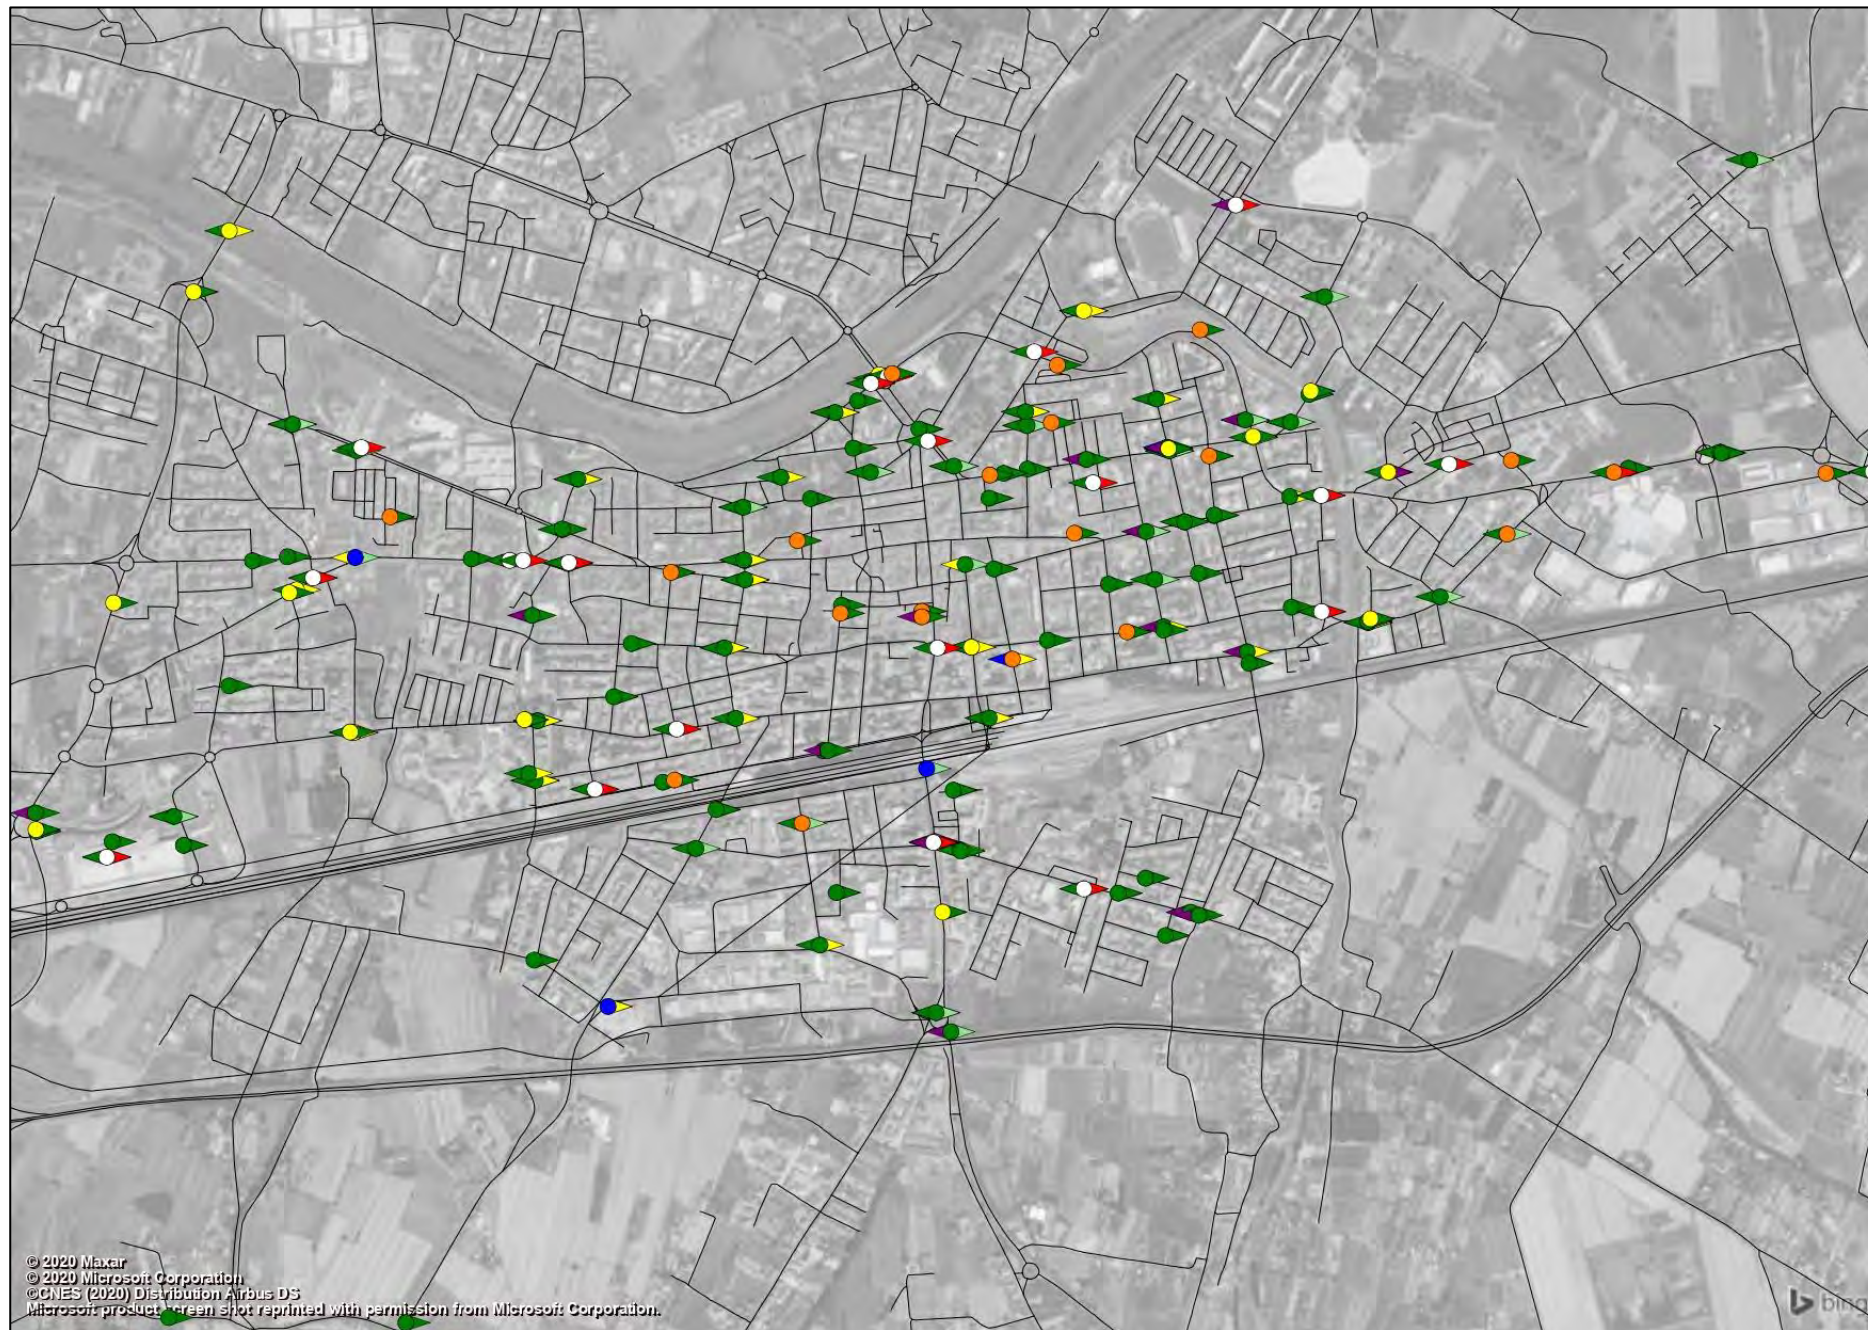 © 2020 Maxar
© 2020 Microsoft Corporation
©CNES (2020) Distribution Airbus DS
Microsoft product screen shot reprinted with permission from Microsoft Corporation.
bing